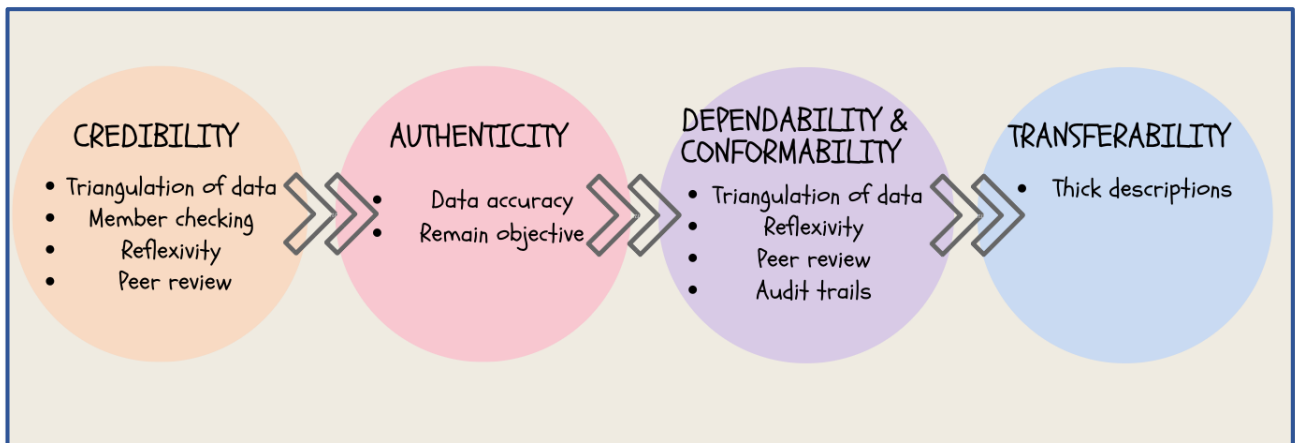 CREDIBILITY
• Triangulation of data
• Member checking
• Reflexivity
• Peer review
AUTHENTICITY
• Data accuracy
• Remain objective
DEPENDABILITY &
CONFORMABILITY
• Triangulation of data
• Reflexivity
• Peer review
• Audit trails
TRANSFERABILITY
• Thick descriptions